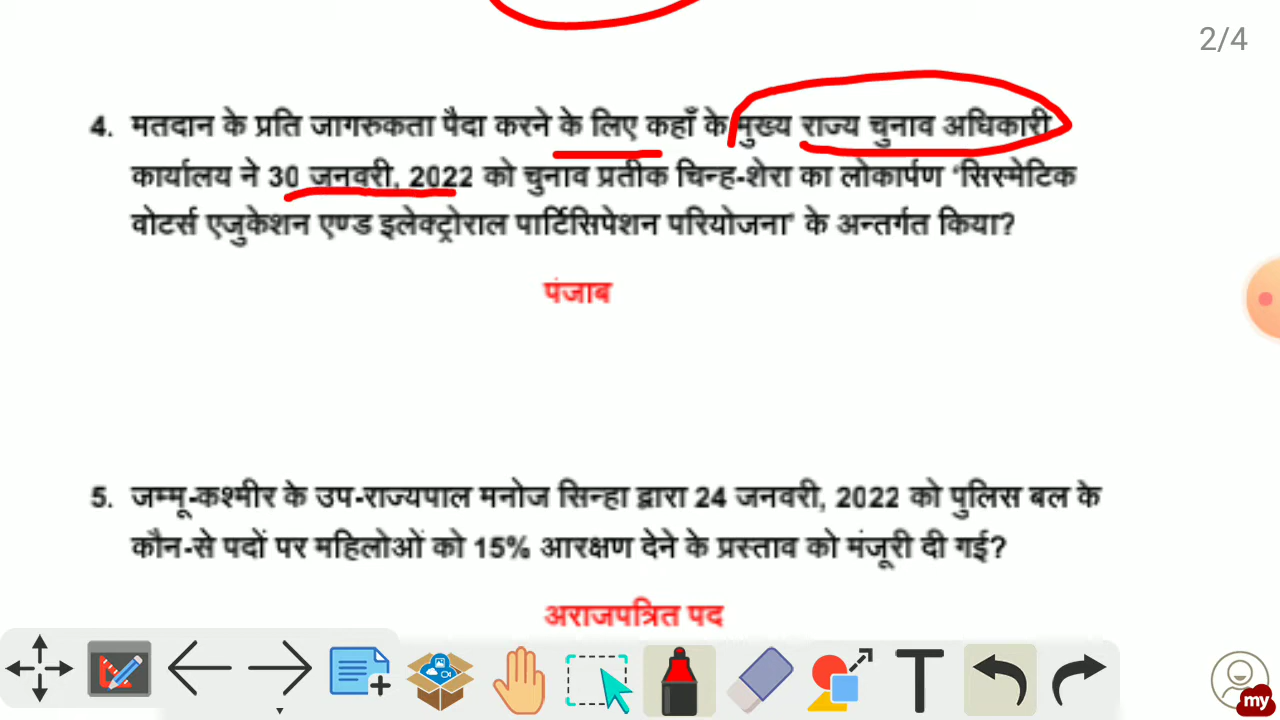 2/4
4. मतदान के प्रति जागरुकता पैदा करने के लिए कहाँ के मुख्य राज्य चुनाव अधिकारी
कार्यालय ने 30 जनवरी, 2022 को चुनाव प्रतीक चिन्ह-शेरा का लोकार्पण 'सिस्मेटिक
वोटर्स एजुकेशन एण्ड इलेक्ट्रोराल पार्टिसिपेशन परियोजना' के अन्तर्गत किया?
पंजाब
5. जम्मू-कश्मीर के उप-राज्यपाल मनोज सिन्हा द्वारा 24 जनवरी, 2022 को पुलिस बल के
कौन-से पदों पर महिलोओं को 15% आरक्षण देने के प्रस्ताव को मंजूरी दी गई?
अराजपत्रित पद
T
my